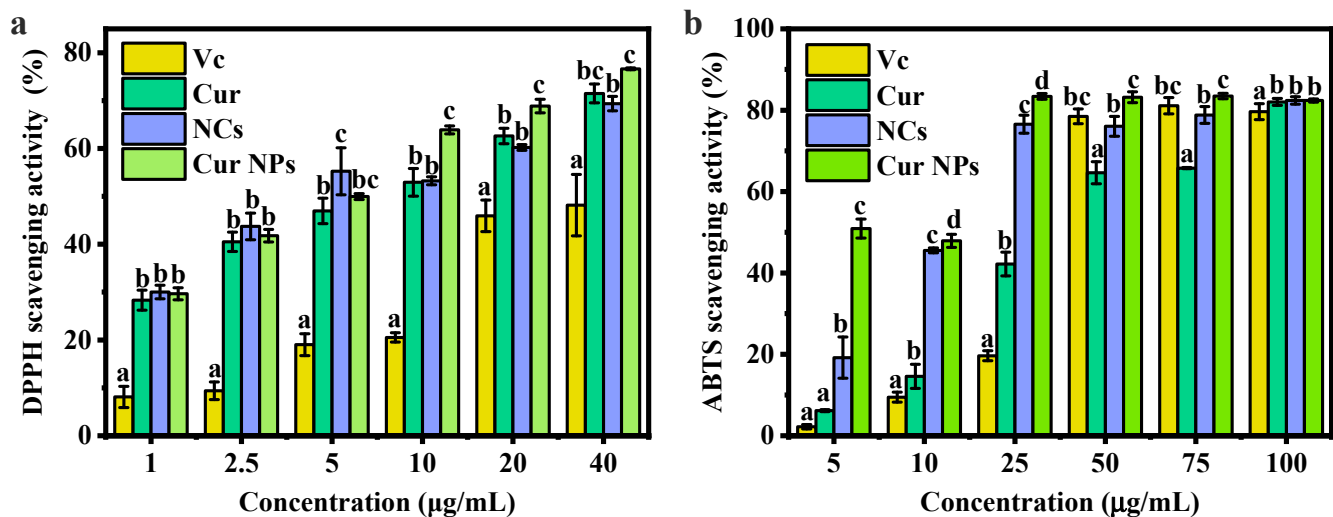 a
DPPH scavenging activity (%)
80
60
40
20
0
Vc
Cur
NCs
Cur NPs
a b b b
a b b b
a b c bc
a b b c
a b b c
a bc b c
1 2.5 5 10 20 40
Concentration (μg/mL)
b
ABTS scavenging activity (%)
100
80
60
40
20
0
Vc
Cur
NCs
Cur NPs
a a b c
a b c d
a b c d
bc a b c
bc a b c
a b b b
5 10 25 50 75 100
Concentration (μg/mL)